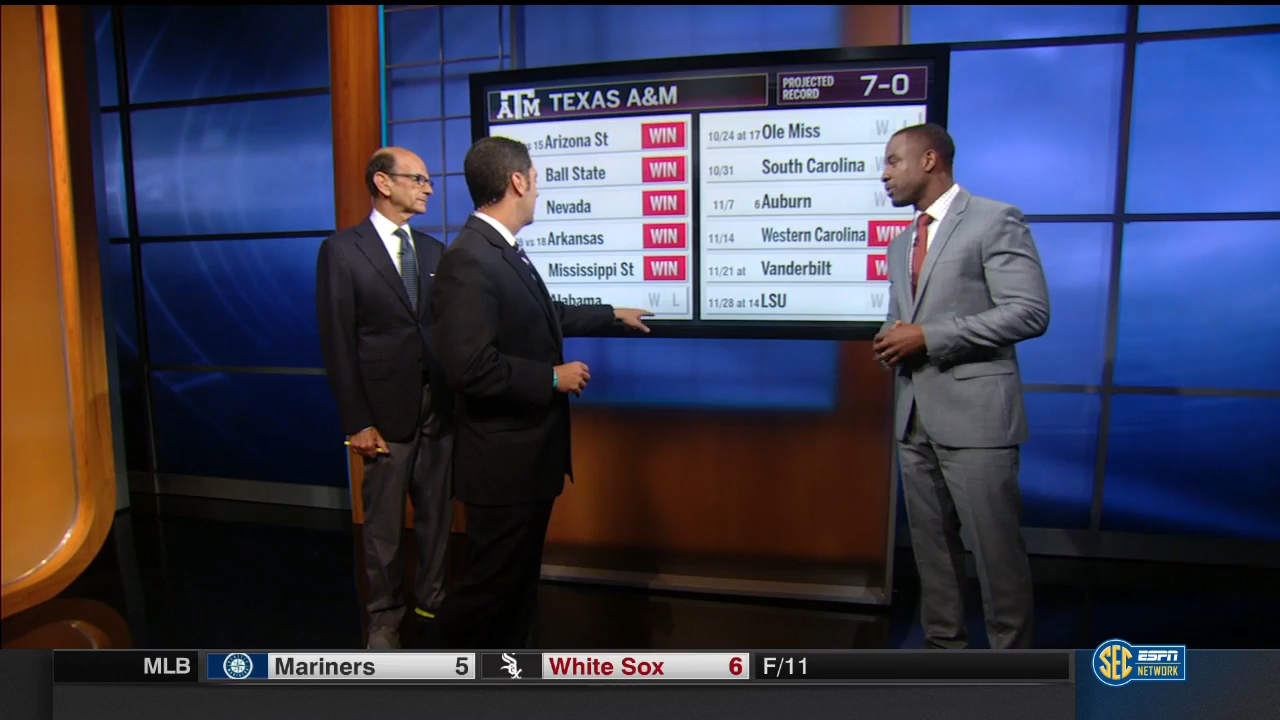 ATM TEXAS A&M
PROJECTED RECORD 7-0
15 Arizona St WIN
Ball State WIN
Nevada WIN
vs 18 Arkansas WIN
Mississippi St WIN
Alabama W L
10/24 at 17 Ole Miss W L
10/31 South Carolina W
11/7 6 Auburn W
11/14 Western Carolina WIN
11/21 at Vanderbilt W
11/28 at 14 LSU W
MLB Mariners 5 White Sox 6 F/11
SEC ESPN NETWORK